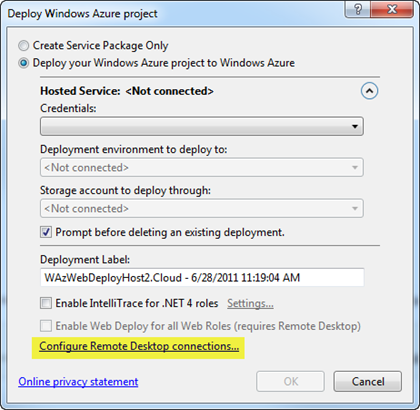 Deploy Windows Azure project
Create Service Package Only
Deploy your Windows Azure project to Windows Azure
Hosted Service: <Not connected>
Credentials:
Deployment environment to deploy to:
<Not connected>
Storage account to deploy through:
<Not connected>
Prompt before deleting an existing deployment.
Deployment Label:
WAzWebDeployHost2.Cloud - 6/28/2011 11:19:04 AM
Enable IntelliTrace for .NET 4 roles Settings...
Enable Web Deploy for all Web Roles (requires Remote Desktop)
Configure Remote Desktop connections...
Online privacy statement OK Cancel